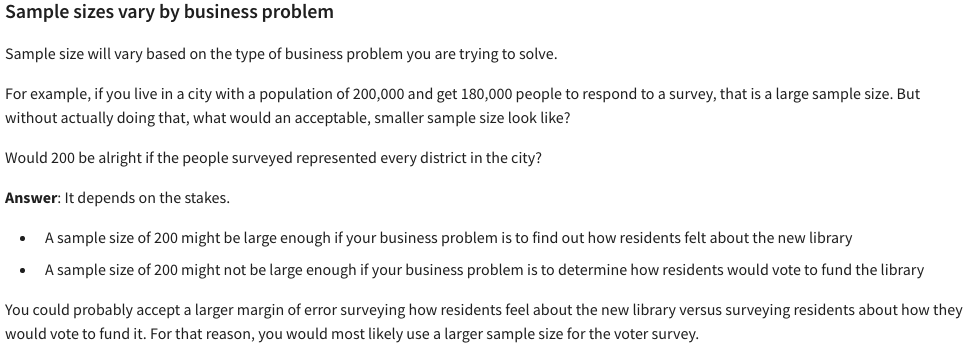 Sample sizes vary by business problem
Sample size will vary based on the type of business problem you are trying to solve.
For example, if you live in a city with a population of 200,000 and get 180,000 people to respond to a survey, that is a large sample size. But
without actually doing that, what would an acceptable, smaller sample size look like?
Would 200 be alright if the people surveyed represented every district in the city?
Answer: It depends on the stakes.
• A sample size of 200 might be large enough if your business problem is to find out how residents felt about the new library
• A sample size of 200 might not be large enough if your business problem is to determine how residents would vote to fund the library
You could probably accept a larger margin of error surveying how residents feel about the new library versus surveying residents about how they
would vote to fund it. For that reason, you would most likely use a larger sample size for the voter survey.